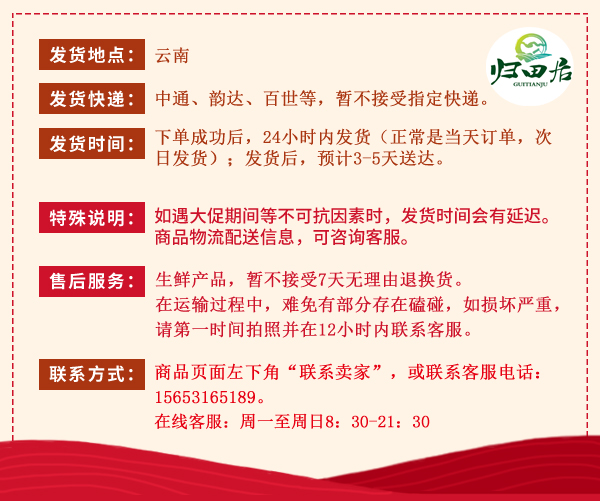 归田居
GUITIANJU
发货地点：云南
发货快递：中通、韵达、百世等，暂不接受指定快递。
发货时间：下单成功后，24小时内发货（正常是当天订单，次
日发货）；发货后，预计3-5天送达。
特殊说明：如遇大促期间等不可抗因素时，发货时间会有延迟。
商品物流配送信息，可咨询客服。
售后服务：生鲜产品，暂不接受7天无理由退换货。
在运输过程中，难免有部分存在磕碰，如损坏严重，
请第一时间拍照并在12小时内联系客服。
联系方式：商品页面左下角“联系卖家”，或联系客服电话：
15653165189。
在线客服：周一至周日8：30-21：30